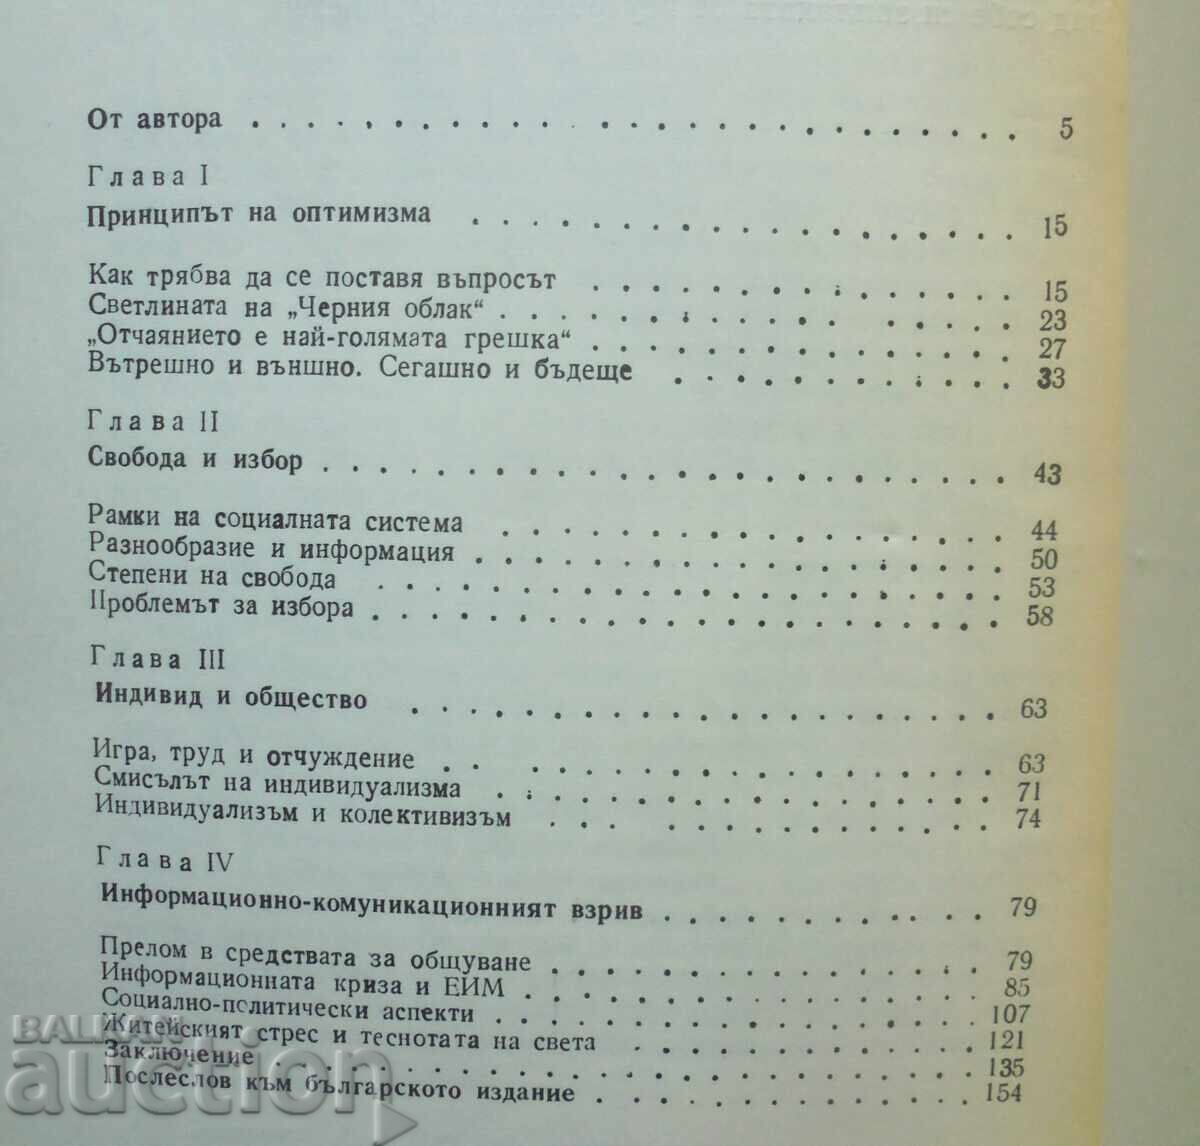 От автора 5
Глава I
Принципът на оптимизма 15
Как трябва да се поставя въпросът 15
Светлината на „Черния облак“ 23
„Отчаянието е най-голямата грешка“ 27
Вътрешно и външно. Сегашно и бъдеще 33
Глава II
Свобода и избор 43
Рамки на социалната система 44
Разнообразие и информация 50
Степени на свобода 53
Проблемът за избора 58
Глава III
Индивид и общество 63
Игра, труд и отчуждение 63
Смисълът на индивидуализма 71
Индивидуализъм и колективизъм 74
Глава IV
Информационно-комуникационният взрив 79
Прелом в средствата за общуване 79
Информационната криза и ЕИМ 85
Социално-политически аспекти 107
Житейският стрес и теснотата на света 121
Заключение 135
Послеслов към българското издание 154
BALKAN
auction